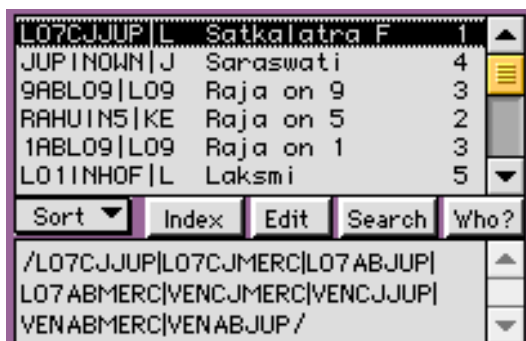 LO7CJJUP|L Satkalatra F 1
JUPINOWN|J Saraswati 4
9ABLO9|LO9 Raja on 9 3
RAHUIN5|KE Raja on 5 2
1ABLO9|LO9 Raja on 1 3
LO1INHOF|L Laksmi 5
Sort Index Edit Search Who?
/LO7CJJUP|LO7CJMERC|LO7ABJUP|
LO7ABMERC|VENCJMERC|VENCJJUP|
VENABMERC|VENABJUP/